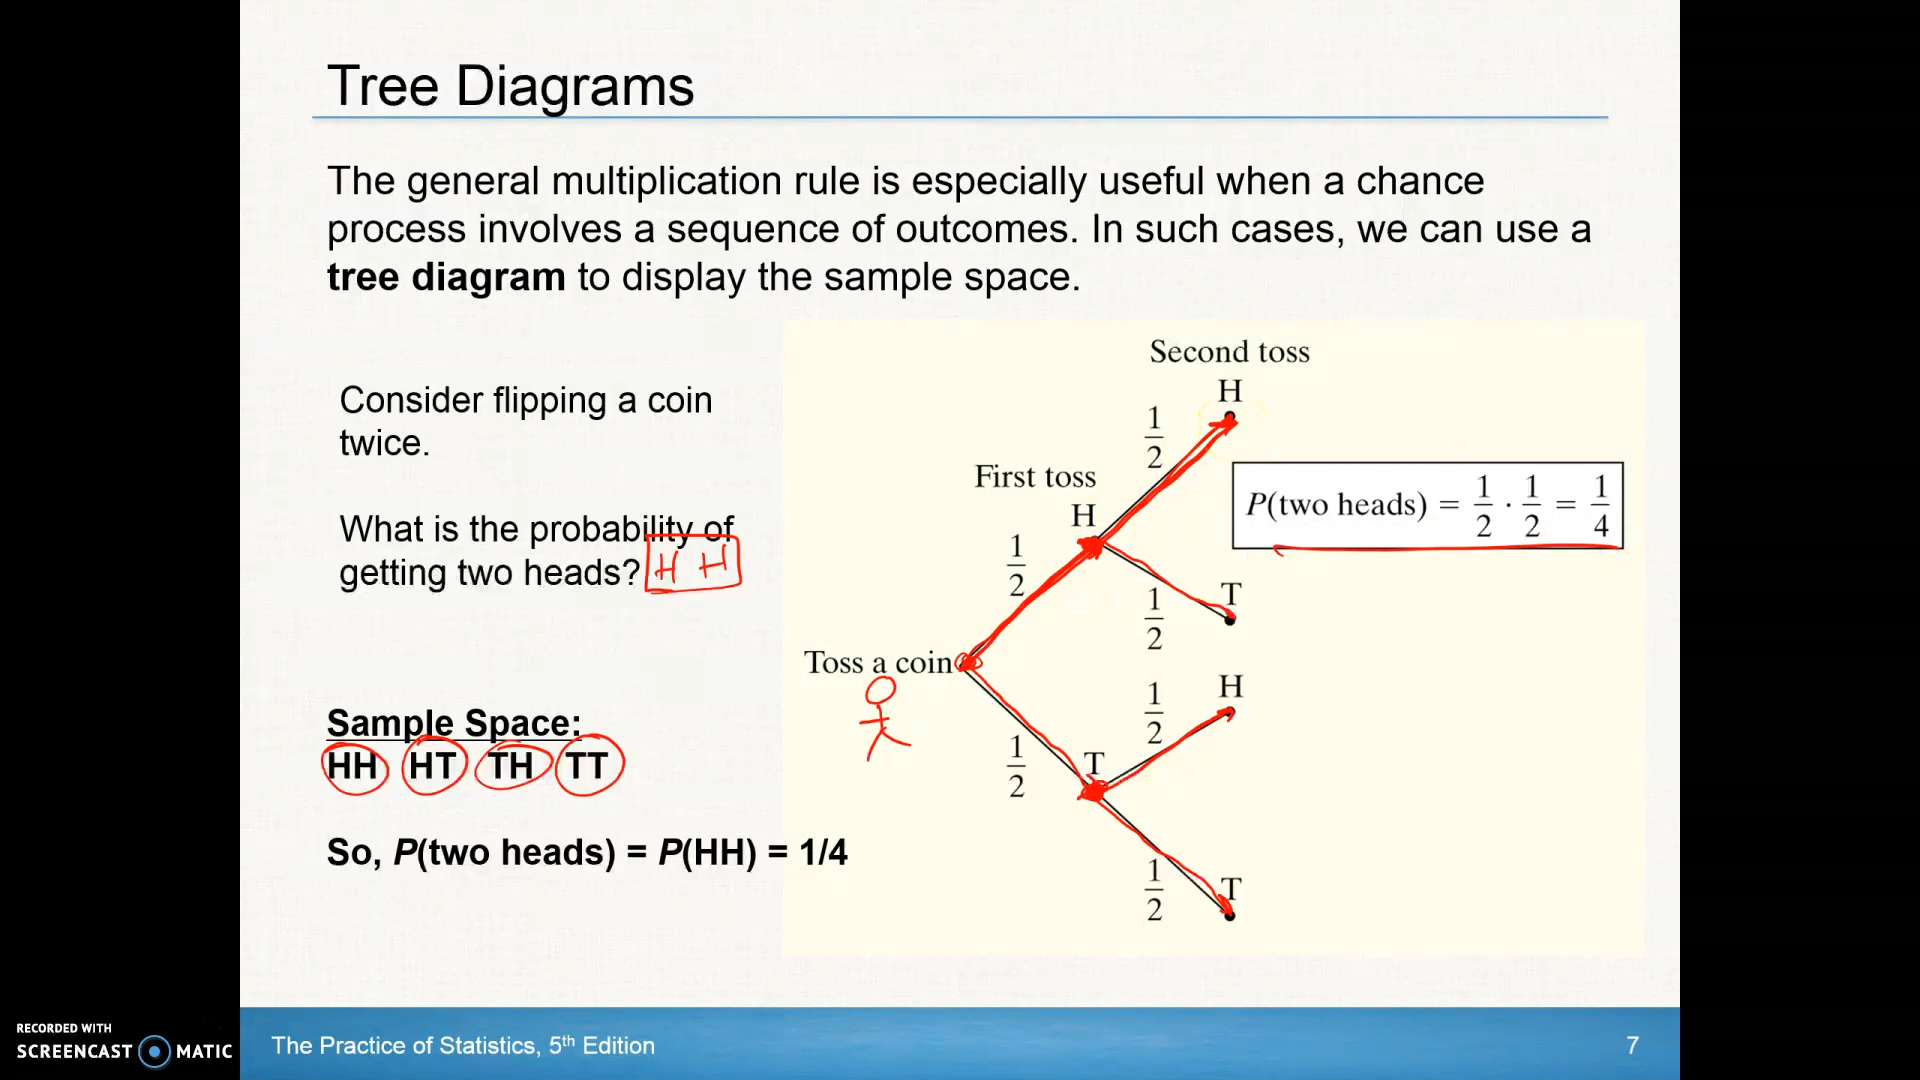 Tree Diagrams
The general multiplication rule is especially useful when a chance
process involves a sequence of outcomes. In such cases, we can use a
tree diagram to display the sample space.
Consider flipping a coin
twice.
What is the probability of
getting two heads? H H
Sample Space:
HH HT TH TT
So, P(two heads) = P(HH) = 1/4
Second toss
H
1/2
First toss
H
1/2
P(two heads) = 1/2 · 1/2 = 1/4
T
1/2
Toss a coin
H
1/2
T
1/2
T
1/2
RECORDED WITH
SCREENCAST MATIC
The Practice of Statistics, 5th Edition
7